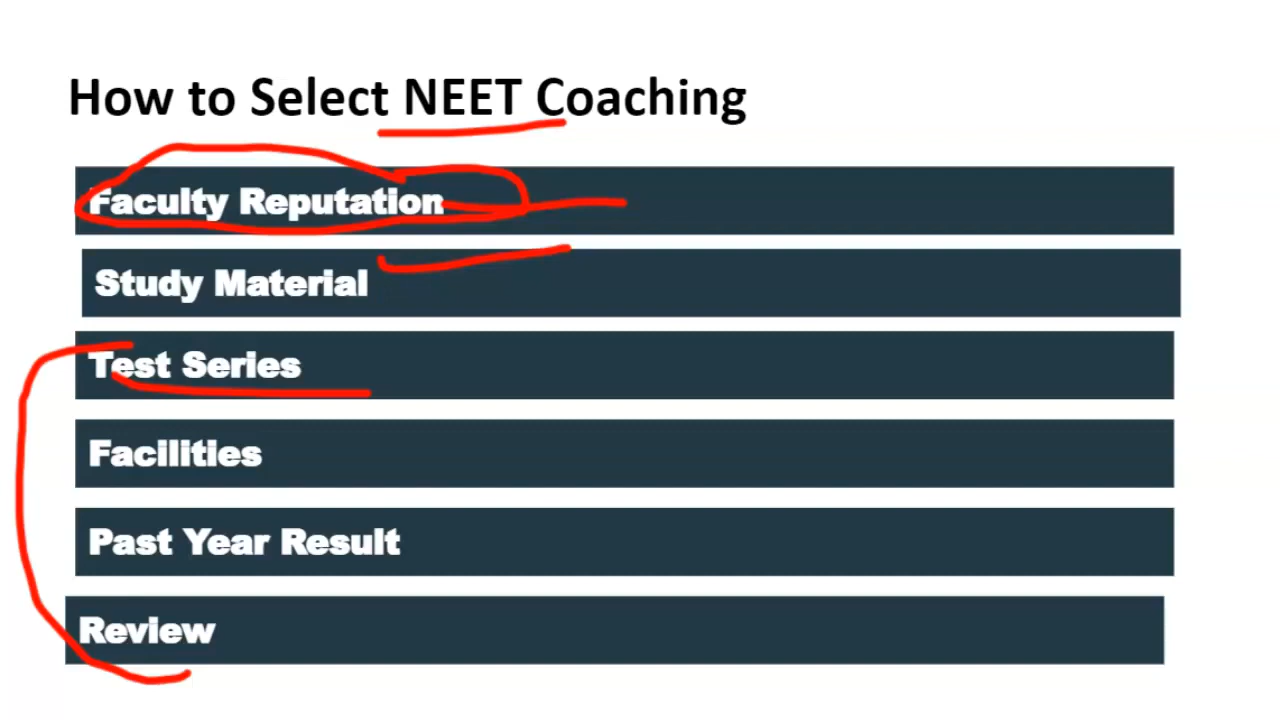 How to Select NEET Coaching
Faculty Reputation
Study Material
Test Series
Facilities
Past Year Result
Review